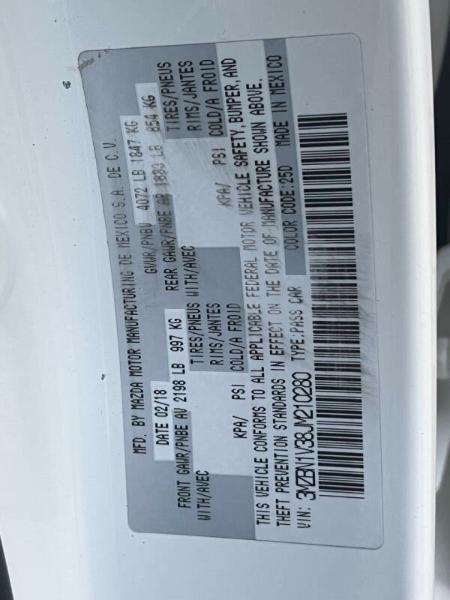 MFD. BY MAZDA MOTOR MANUFACTURING DE MEXICO S.A. DE C.V.
DATE 02/18 GVWR/PNBV 4072 LB 1847 KG
FRONT GAWR/PNBE AV 2198 LB 997 KG REAR GAWR/PNBE AR 1883 LB 854 KG
WITH/AVEC TIRES/PNEUS WITH/AVEC TIRES/PNEUS
RIMS/JANTES RIMS/JANTES
KPA/ PSI COLD/A FROID KPA/ PSI COLD/A FROID
THIS VEHICLE CONFORMS TO ALL APPLICABLE FEDERAL MOTOR VEHICLE SAFETY, BUMPER, AND
THEFT PREVENTION STANDARDS IN EFFECT ON THE DATE OF MANUFACTURE SHOWN ABOVE.
VIN: 3MZBN1V38JM210280 TYPE:PASS CAR COLOR CODE:25D MADE IN MEXICO